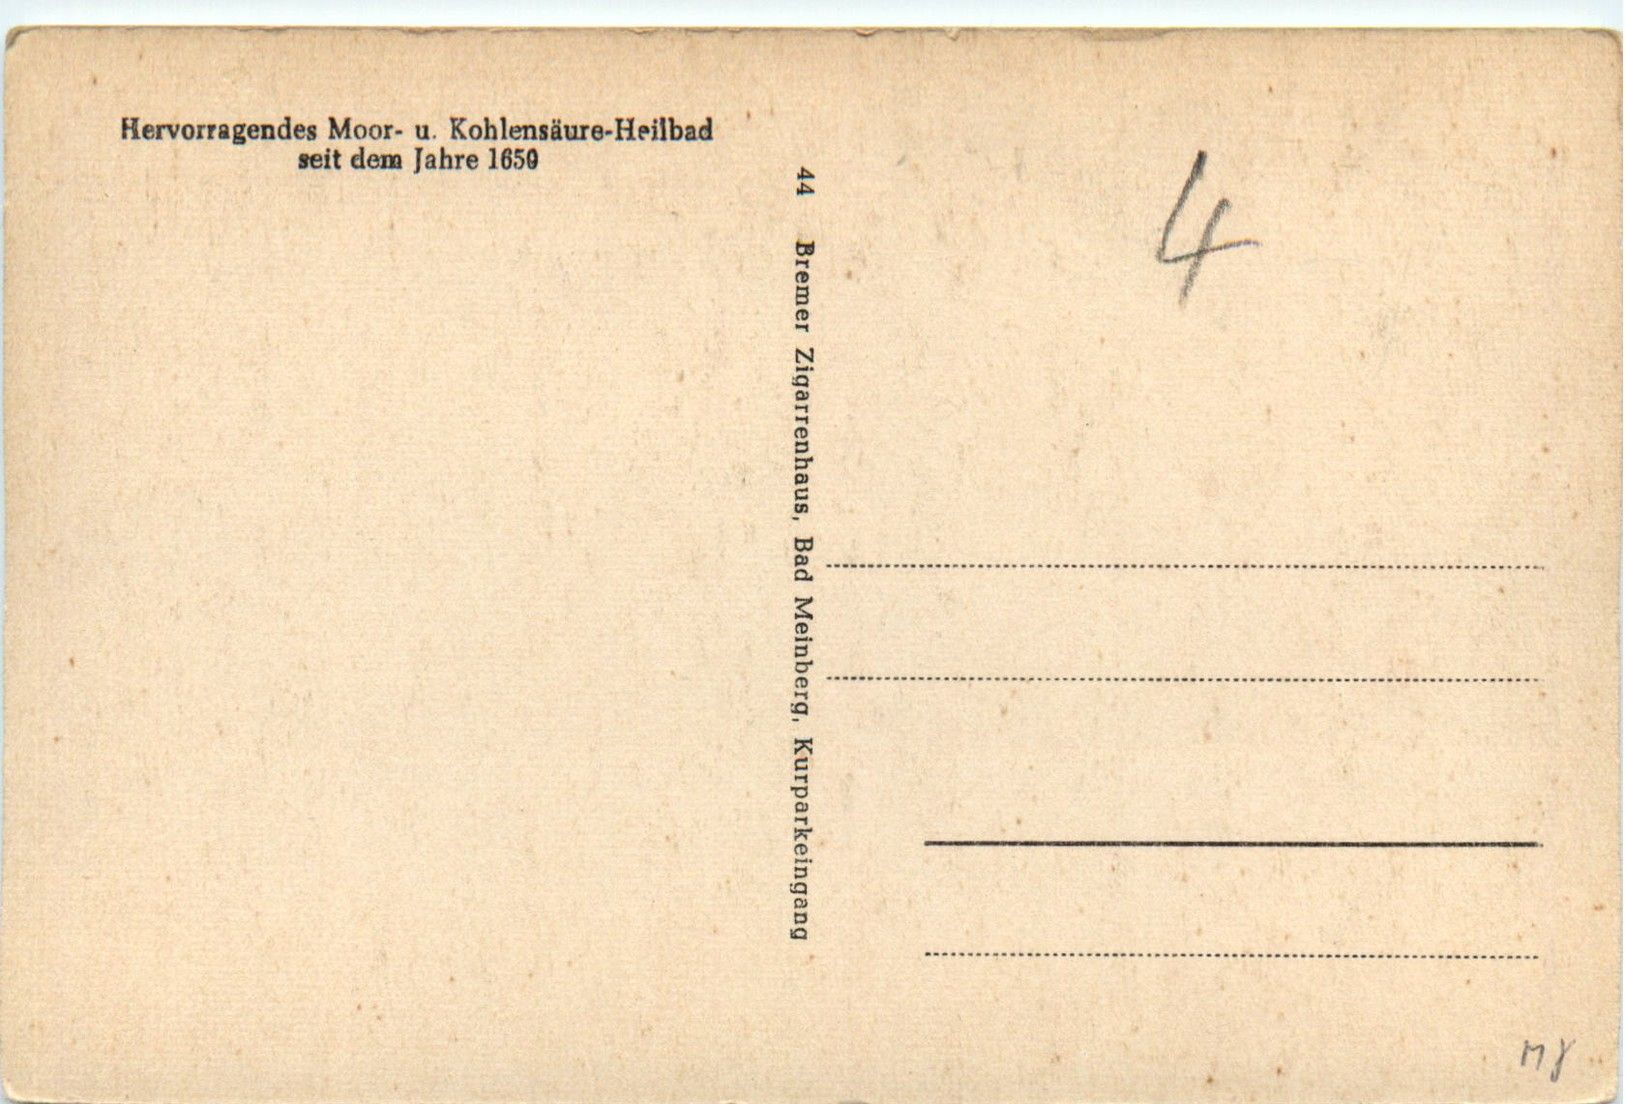 Hervorragendes Moor- u. Kohlensäure-Heilbad
seit dem Jahre 1650
44 Bremer Zigarrenhaus, Bad Meinberg, Kurparkeingang
4